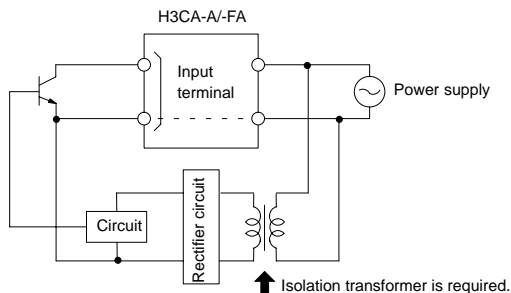 H3CA-A/-FA
Input
terminal
Power supply
Circuit
Rectifier circuit
Isolation transformer is required.